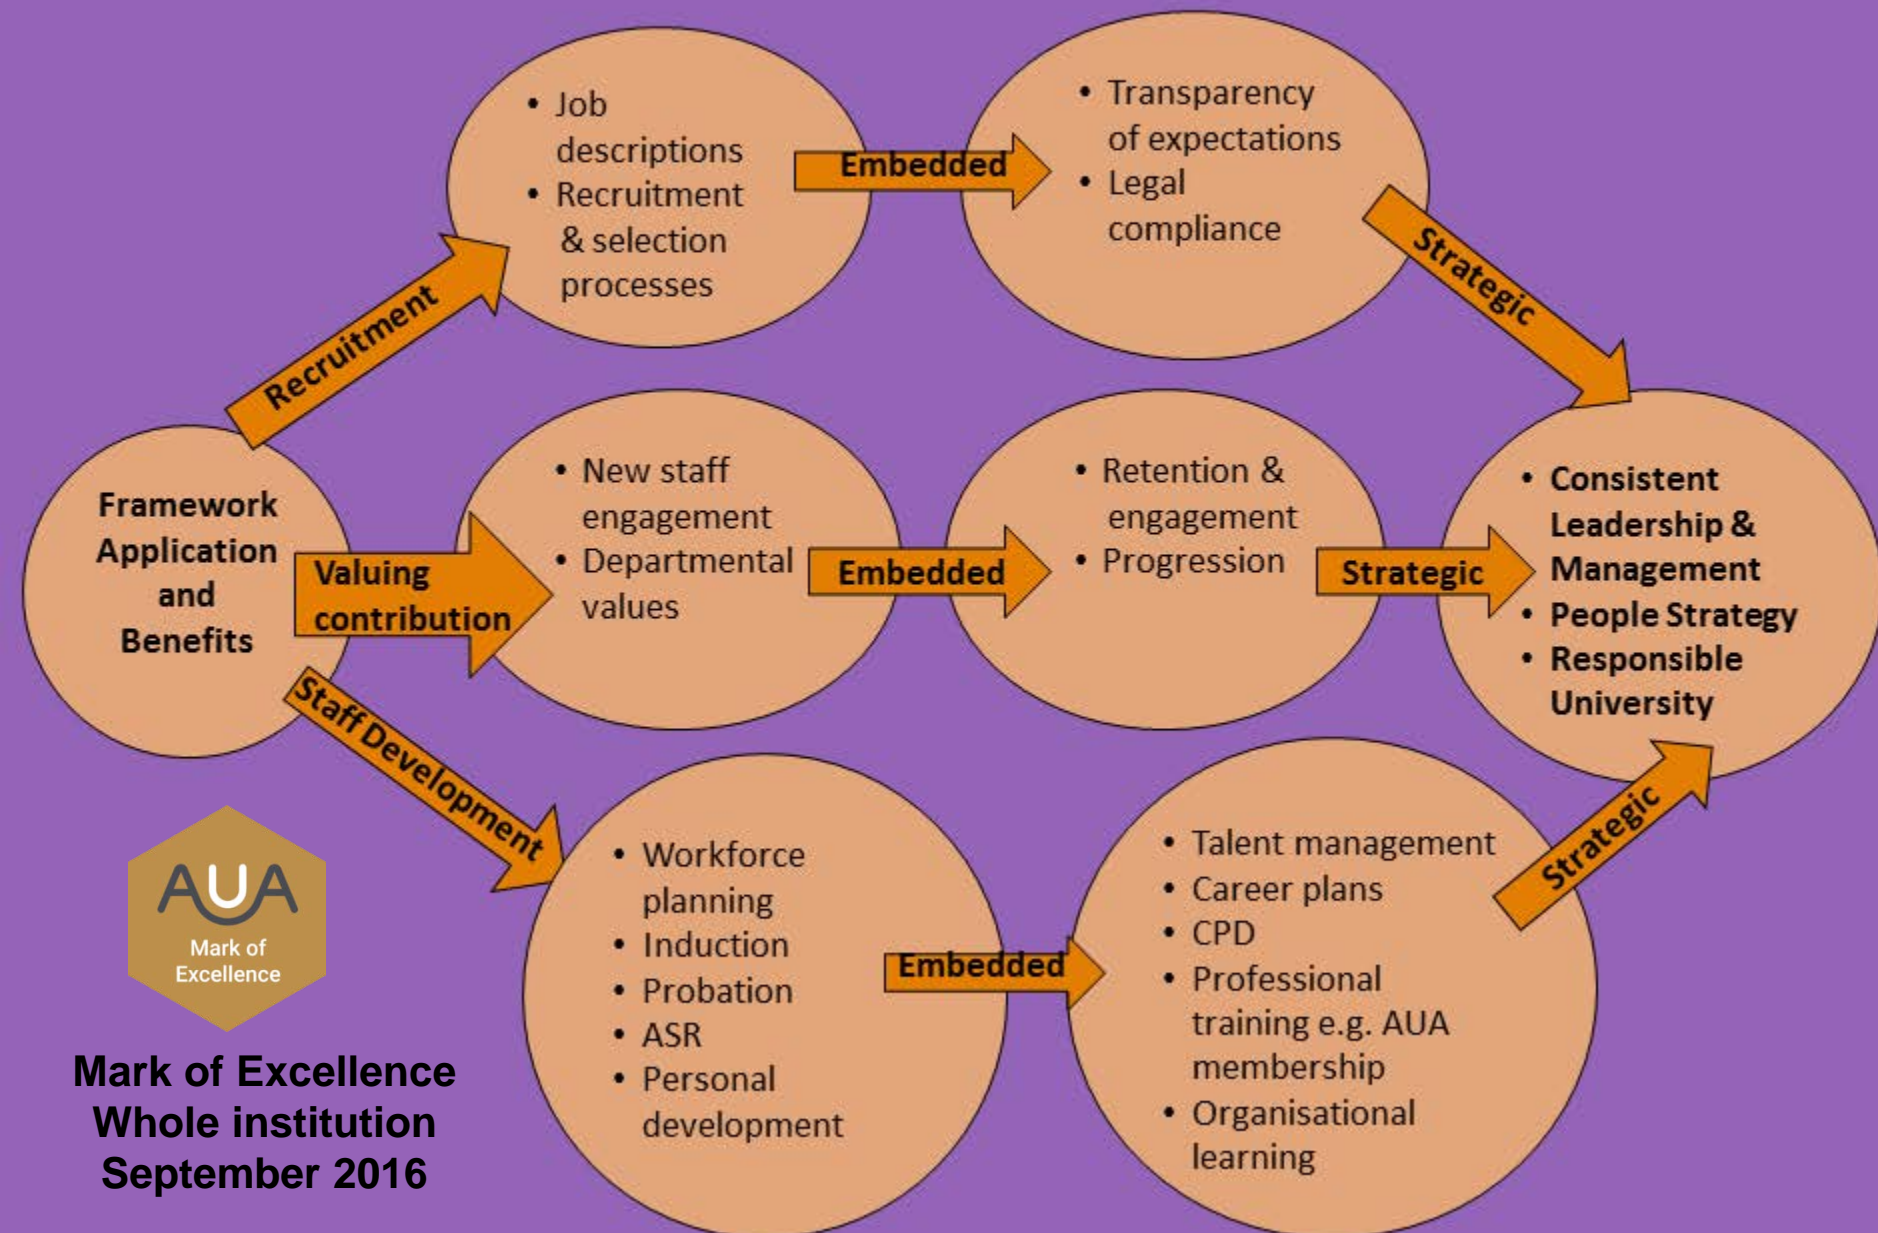 • Job
descriptions
• Recruitment
& selection
processes
Embedded
• Transparency
of expectations
• Legal
compliance
Strategic
Recruitment
Framework
Application
and
Benefits
Valuing
contribution
• New staff
engagement
• Departmental
values
Embedded
• Retention &
engagement
• Progression
Strategic
• Consistent
Leadership &
Management
• People Strategy
• Responsible
University
Staff Development
• Workforce
planning
• Induction
• Probation
• ASR
• Personal
development
Embedded
• Talent management
• Career plans
• CPD
• Professional
training e.g. AUA
membership
• Organisational
learning
Strategic
AUA
Mark of
Excellence
Mark of Excellence
Whole institution
September 2016